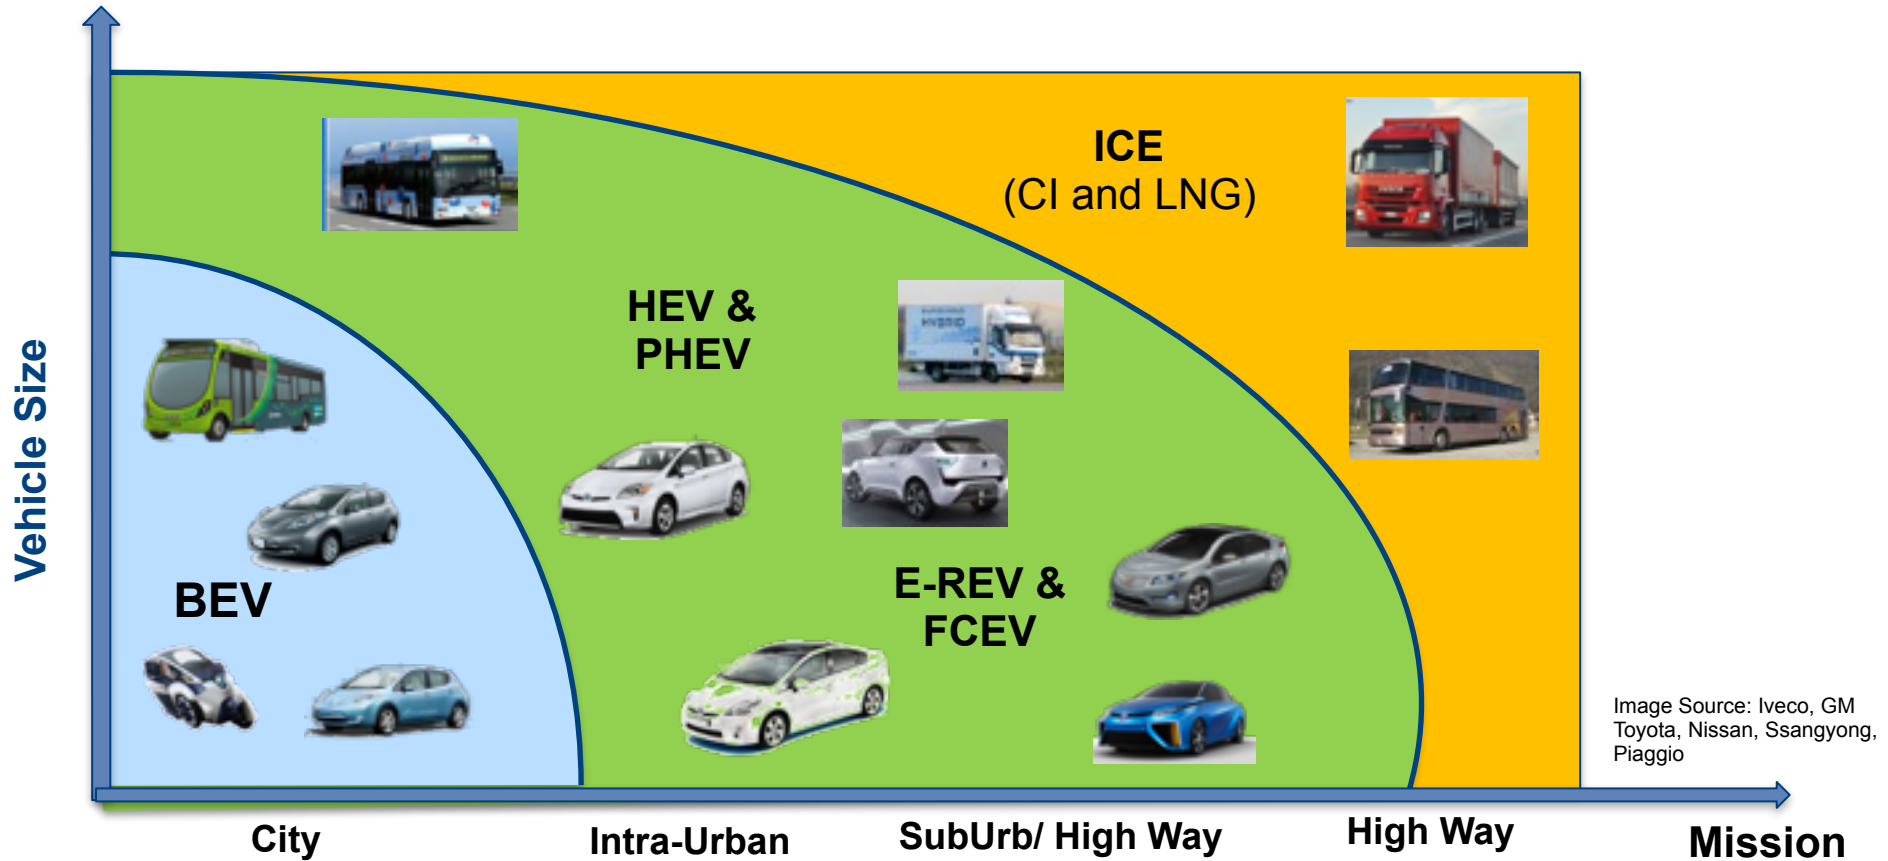 ICE
(CI and LNG)
HEV &
PHEV
HYBRID
Vehicle Size
E-REV &
FCEV
BEV
Image Source: Iveco, GM
Toyota, Nissan, Ssangyong,
Piaggio
City
Intra-Urban
SubUrb/ High Way
High Way
Mission